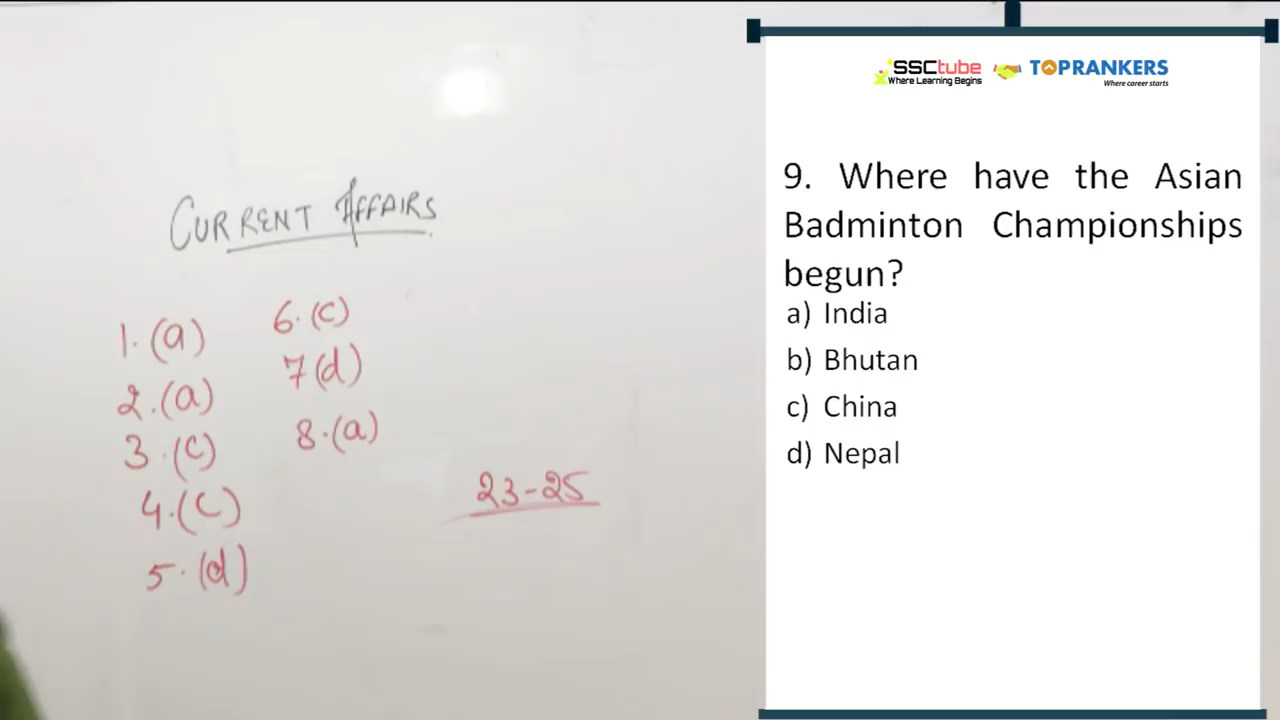 CURRENT AFFAIRS
1. (a)
2. (a)
3. (c)
4. (c)
5. (d)
6. (c)
7 (d)
8. (a)
23-25
SSCtube
Where Learning Begins
TOPRANKERS
Where career starts
9. Where have the Asian
Badminton Championships
begun?
a) India
b) Bhutan
c) China
d) Nepal